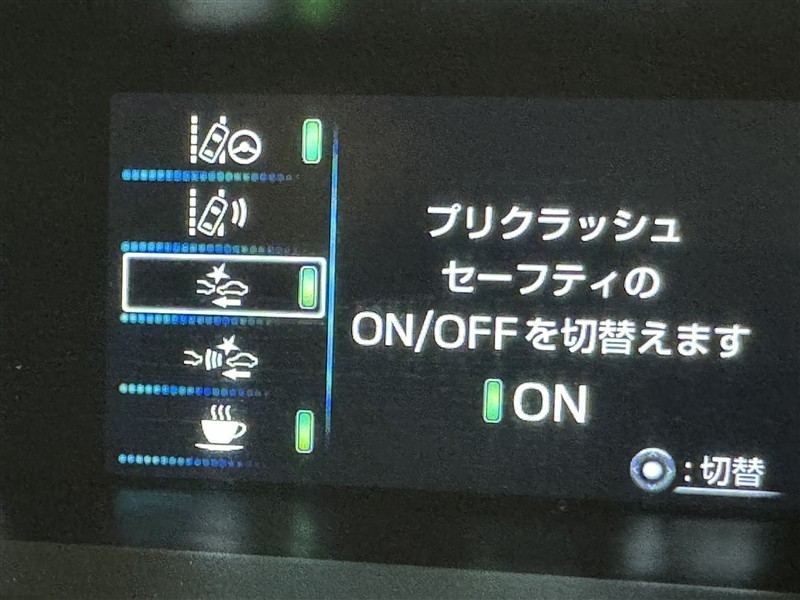 プリクラッシュ
セーフティの
ON/OFFを切替えます
ON
:切替